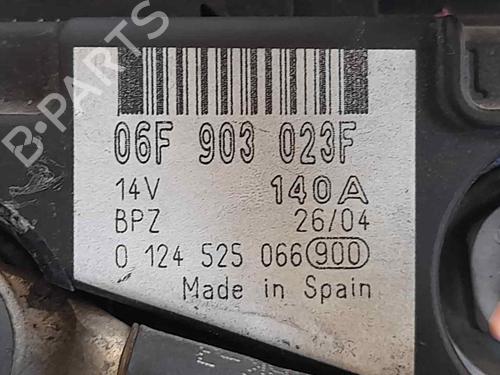 06F 903 023F
14V 140A
BPZ 26/04
0 124 525 066 900
Made in Spain
B-PARTS